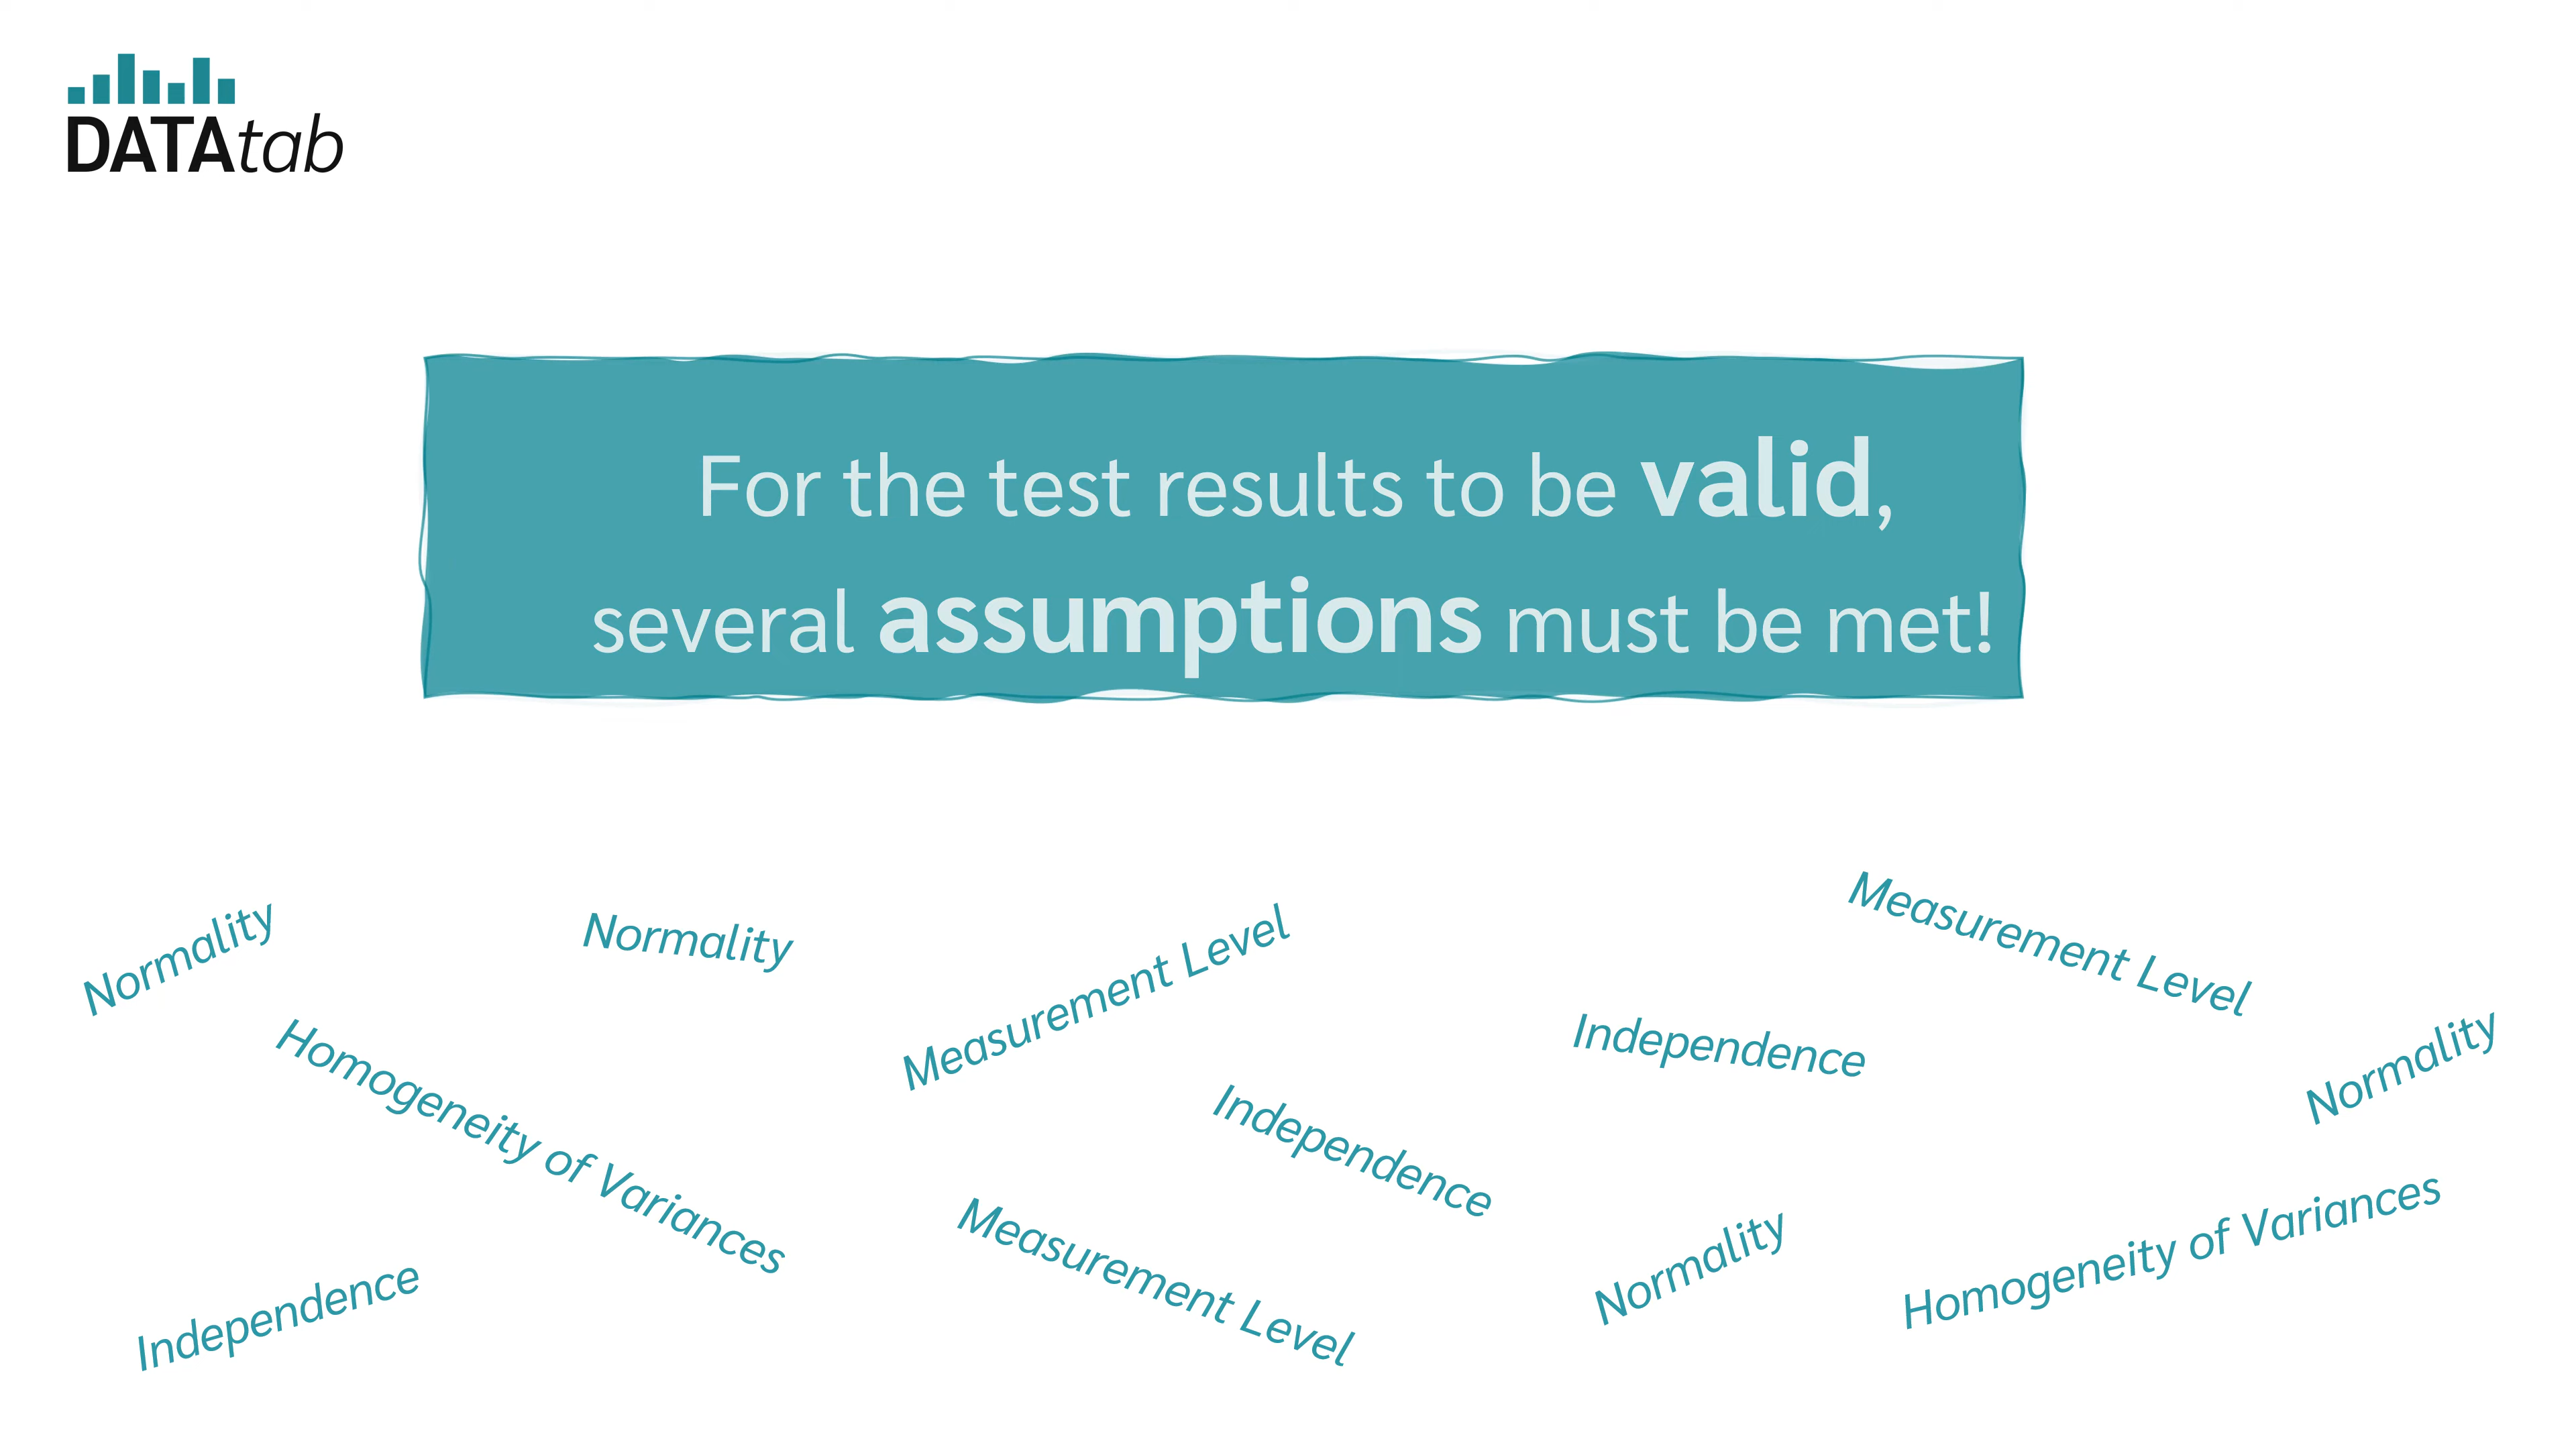 DATAtab
For the test results to be valid,
several assumptions must be met!
Normality
Normality
Measurement Level
Measurement Level
Homogeneity of Variances
Independence
Independence
Normality
Independence
Measurement Level
Normality
Homogeneity of Variances